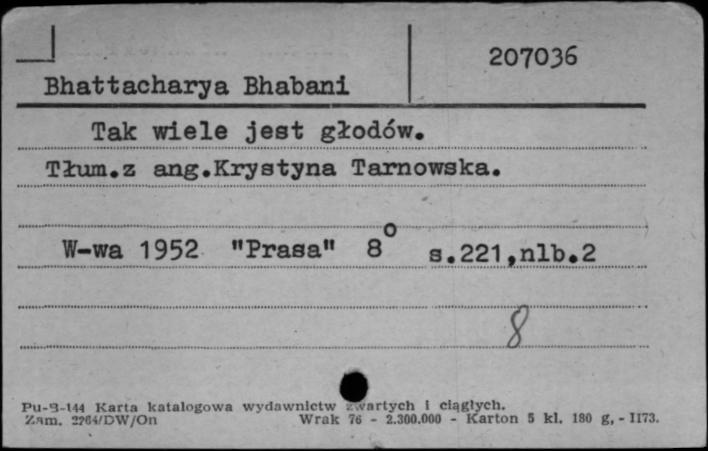 207036
Bhattacharya Bhabani
Tak wiele jest głodów.
Tłum.z ang.Krystyna Tarnowska.
W-wa 1952 "Prasa" 8° s.221,nlb.2
8
Pu-B-144 Karta katalogowa wydawnictw zwartych i ciągłych.
Zam. 2264/DW/On Wrak 76 - 2.300.000 - Karton 5 kl. 180 g, - II73.